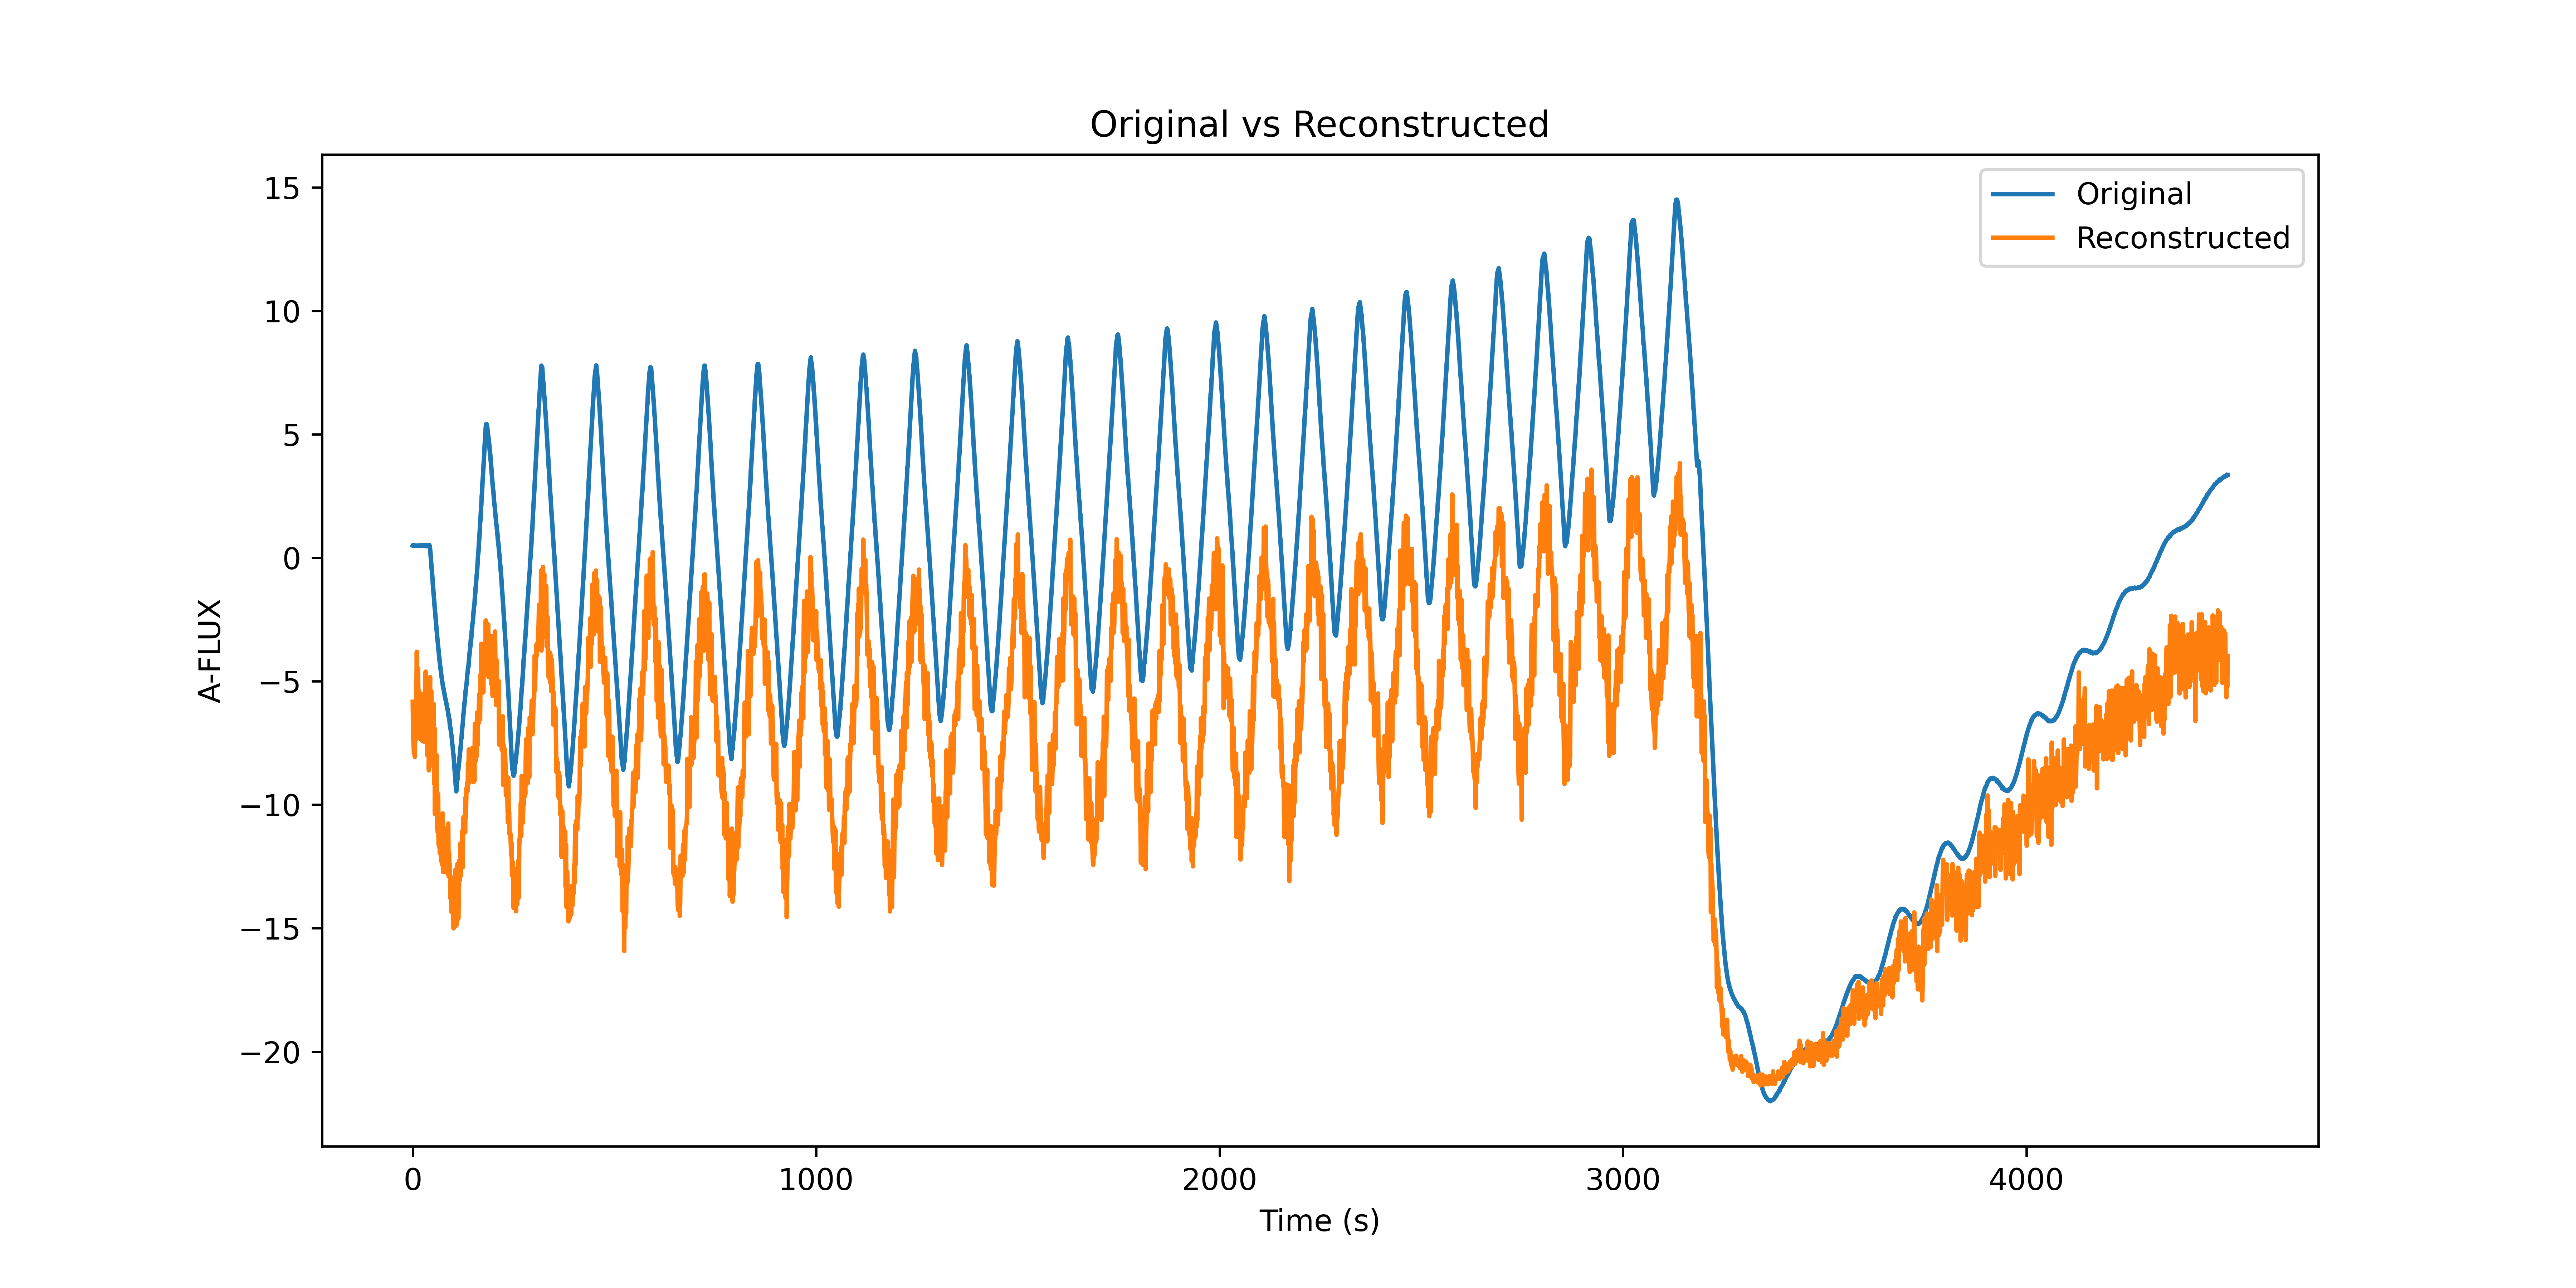 Original vs Reconstructed
Original
Reconstructed
15
10
5
0
−5
−10
−15
−20
A-FLUX
0 1000 2000 3000 4000
Time (s)